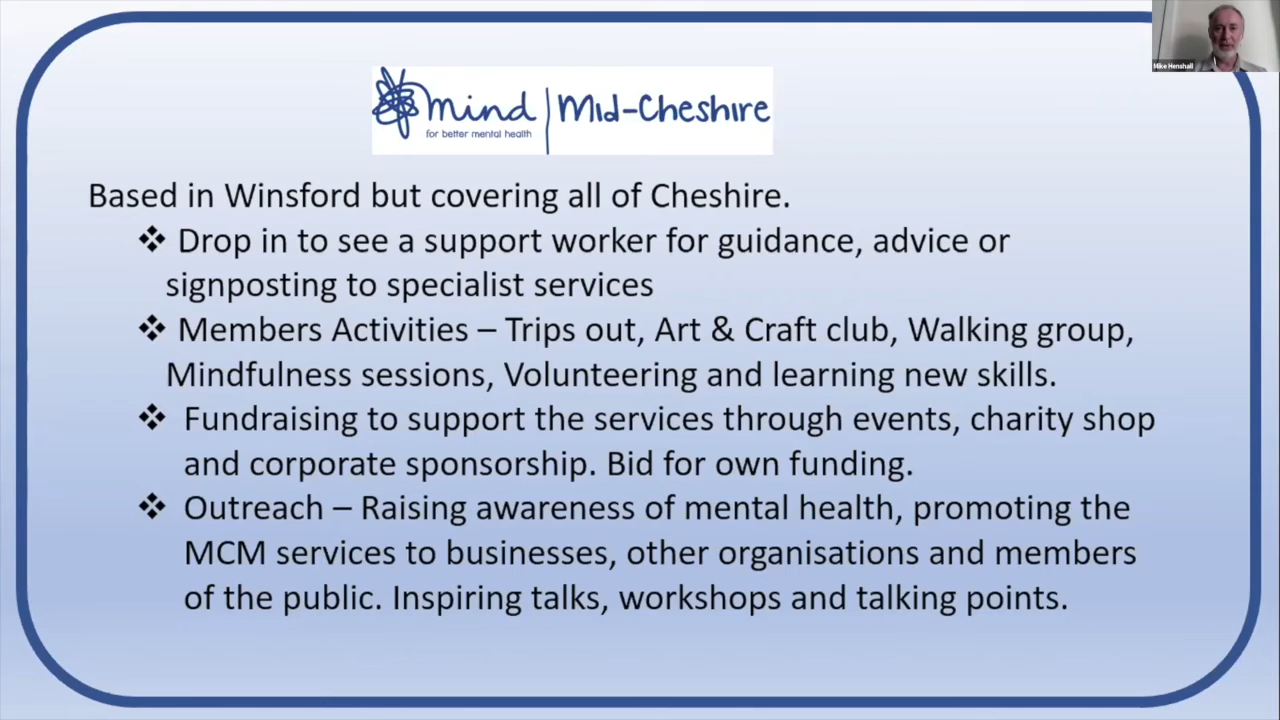 Mike Henshall
mind
for better mental health
Mid-Cheshire
Based in Winsford but covering all of Cheshire.
❖ Drop in to see a support worker for guidance, advice or
signposting to specialist services
❖ Members Activities – Trips out, Art & Craft club, Walking group,
Mindfulness sessions, Volunteering and learning new skills.
❖ Fundraising to support the services through events, charity shop
and corporate sponsorship. Bid for own funding.
❖ Outreach – Raising awareness of mental health, promoting the
MCM services to businesses, other organisations and members
of the public. Inspiring talks, workshops and talking points.